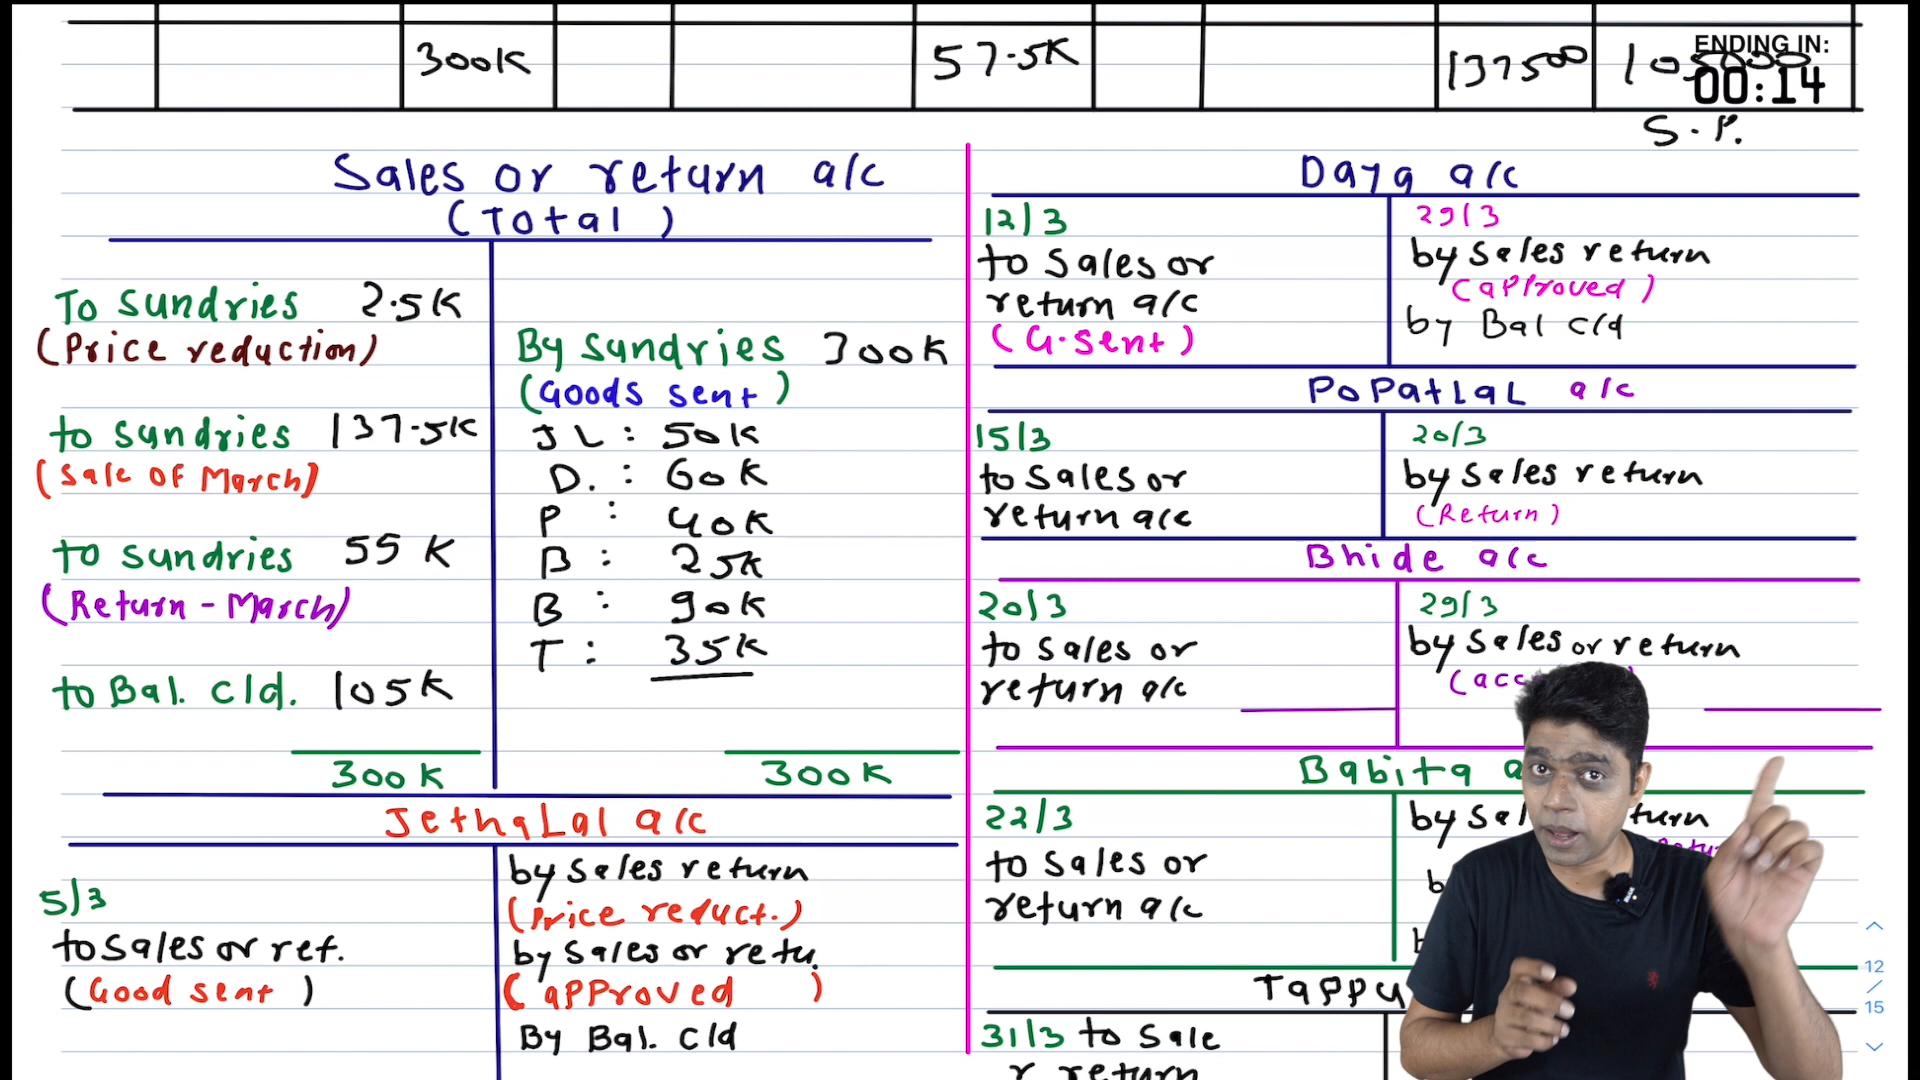 300K 57.5K 137500
ENDING IN:
00:14
S.P.
Sales or return a/c
(Total)
To sundries 2.5K
(Price reduction)
to sundries 137.5K
(Sale of March)
to sundries 55 K
(Return - March)
to Bal. c/d. 105K
300K
By sundries 300K
(Goods sent)
JL : 50K
D. : 60K
P : 40K
B : 25K
B : 90K
T : 35K
300K
JethaLal a/c
5/3
to sales or ret.
(Good sent)
by sales return
(Price reduct.)
by sales or retu.
(approved)
By Bal. c/d
Daya a/c
12/3
to sales or
return a/c
(G.sent)
29/3
by sales return
(approved)
by Bal c/d
PoPatLaL a/c
15/3
to sales or
return a/c
20/3
by sales return
(Return)
Bhide a/c
20/3
to sales or
return a/c
29/3
by sales or return
Babita
22/3
to sales or
return a/c
by
Tappu
31/3 to sale
r return
12
/
15